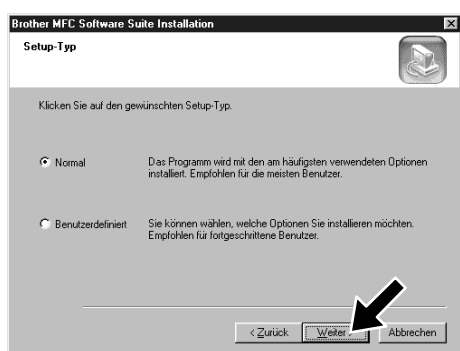 Brother MFC Software Suite Installation
Setup-Typ
Klicken Sie auf den gewünschten Setup-Typ.
Normal
Das Programm wird mit den am häufigsten verwendeten Optionen
installiert. Empfohlen für die meisten Benutzer.
Benutzerdefiniert
Sie können wählen, welche Optionen Sie installieren möchten.
Empfohlen für fortgeschrittene Benutzer.
< Zurück
Weiter
Abbrechen